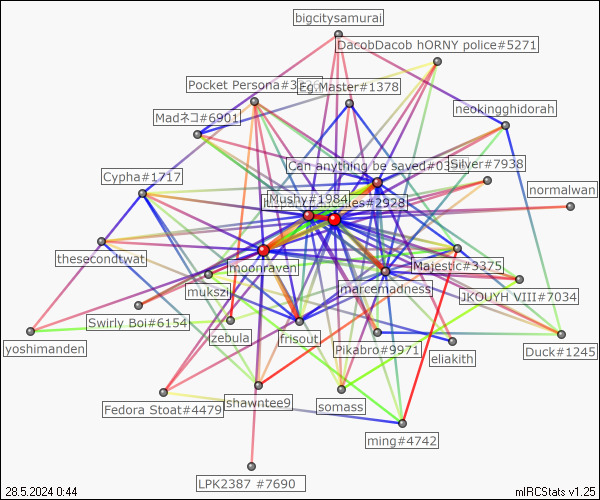 bigcitysamurai
DacobDacob hORNY police#5271
Pocket Persona#3
Eg Master#1378
neokingghidorah
Madネコ#6901
Can anything be saved#03
Silver#7938
Cypha#1717
Mushy#1984
#2928
normalwan
thesecondtwat
moonraven
Majestic#3375
mukszi
marcemadness
JKOUYH VIII#7034
Swirly Boi#6154
zebula
frisout
Pikabro#9971
eliakith
Duck#1245
yoshimanden
Fedora Stoat#4479
shawntee9
somass
ming#4742
LPK2387 #7690
28.5.2024 0:44
mIRCStats v1.25